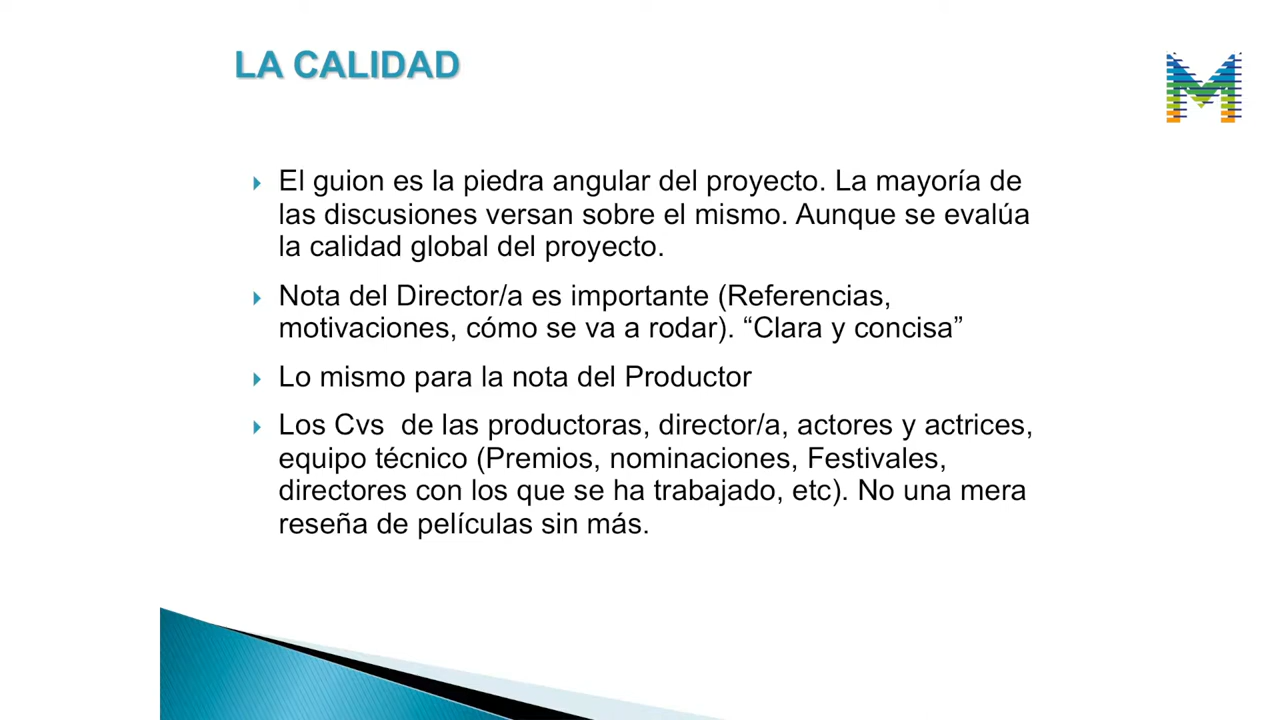 LA CALIDAD
El guion es la piedra angular del proyecto. La mayoría de
las discusiones versan sobre el mismo. Aunque se evalúa
la calidad global del proyecto.
Nota del Director/a es importante (Referencias,
motivaciones, cómo se va a rodar). “Clara y concisa”
Lo mismo para la nota del Productor
Los Cvs  de las productoras, director/a, actores y actrices,
equipo técnico (Premios, nominaciones, Festivales,
directores con los que se ha trabajado, etc). No una mera
reseña de películas sin más.